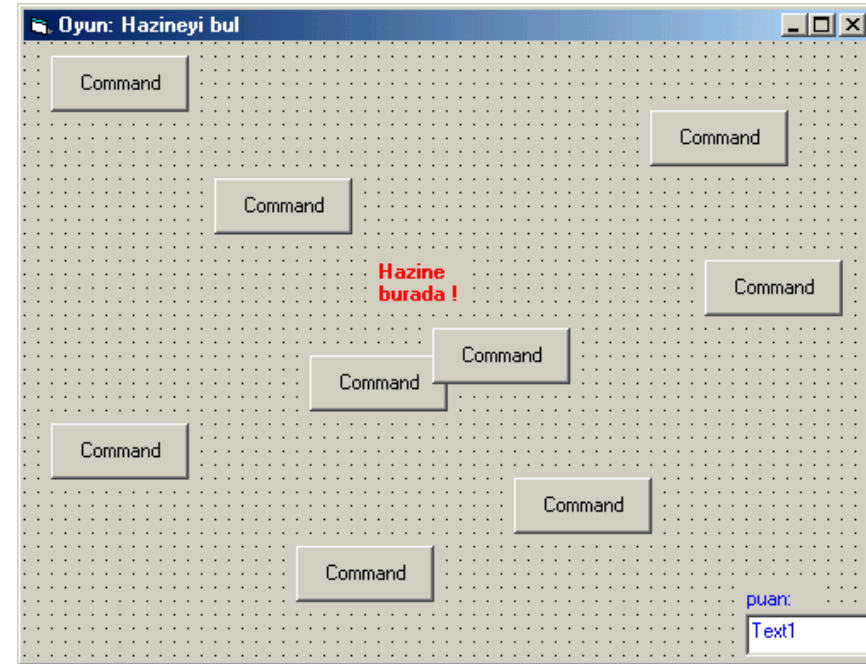 Oyun: Hazineyi bul
Command
Command
Command
Hazine
burada !
Command
Command
Command
Command
Command
Command
puan:
Text1